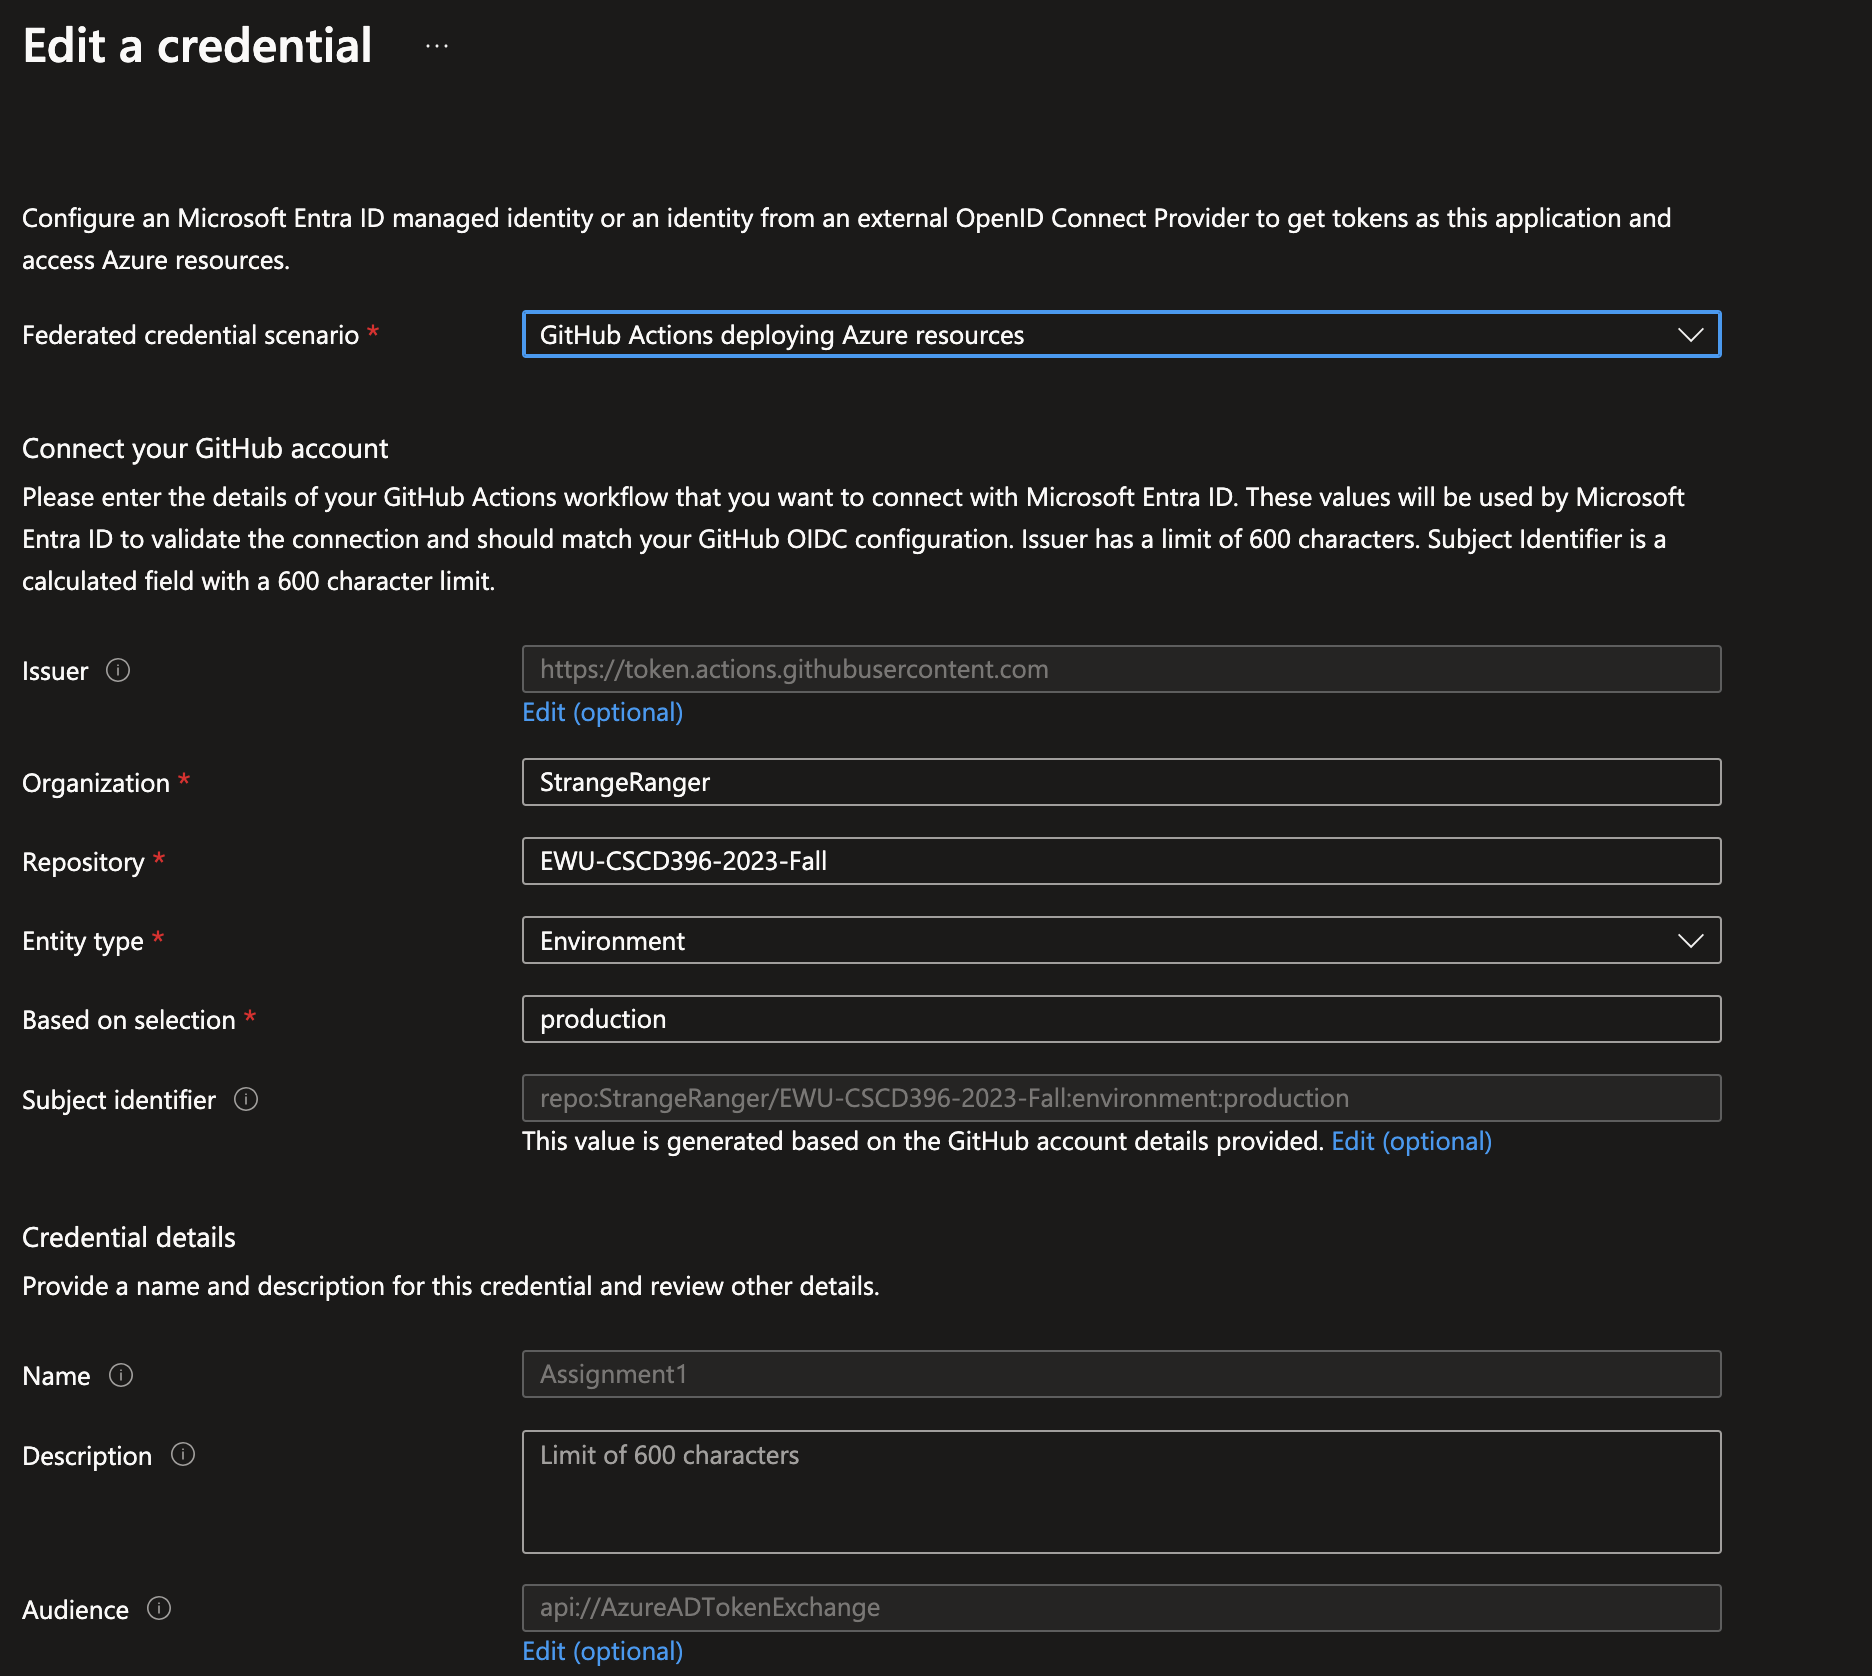 Edit a credential ...
Configure an Microsoft Entra ID managed identity or an identity from an external OpenID Connect Provider to get tokens as this application and
access Azure resources.
Federated credential scenario * GitHub Actions deploying Azure resources
Connect your GitHub account
Please enter the details of your GitHub Actions workflow that you want to connect with Microsoft Entra ID. These values will be used by Microsoft
Entra ID to validate the connection and should match your GitHub OIDC configuration. Issuer has a limit of 600 characters. Subject Identifier is a
calculated field with a 600 character limit.
Issuer https://token.actions.githubusercontent.com
Edit (optional)
Organization * StrangeRanger
Repository * EWU-CSCD396-2023-Fall
Entity type * Environment
Based on selection * production
Subject identifier repo:StrangeRanger/EWU-CSCD396-2023-Fall:environment:production
This value is generated based on the GitHub account details provided. Edit (optional)
Credential details
Provide a name and description for this credential and review other details.
Name Assignment1
Description Limit of 600 characters
Audience api://AzureADTokenExchange
Edit (optional)